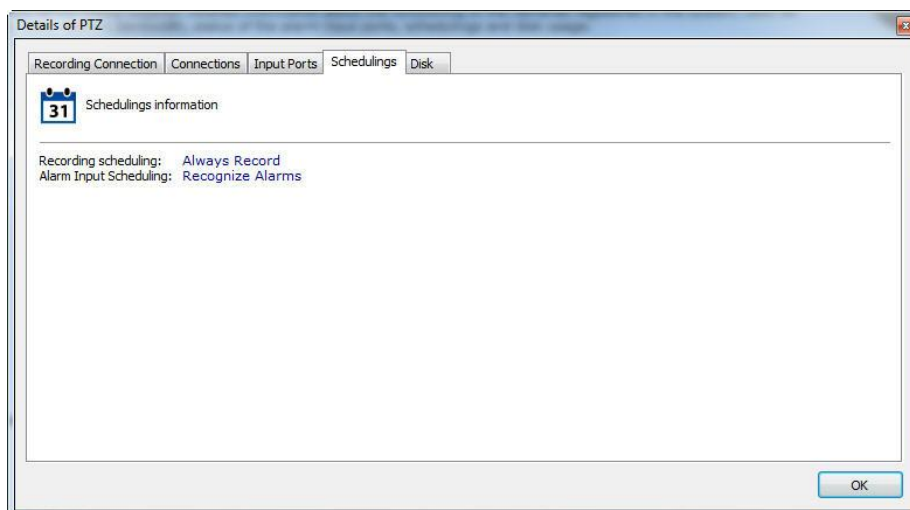 Details of PTZ
Recording Connection Connections Input Ports Schedulings Disk
31 Schedulings information
Recording scheduling: Always Record
Alarm Input Scheduling: Recognize Alarms
OK